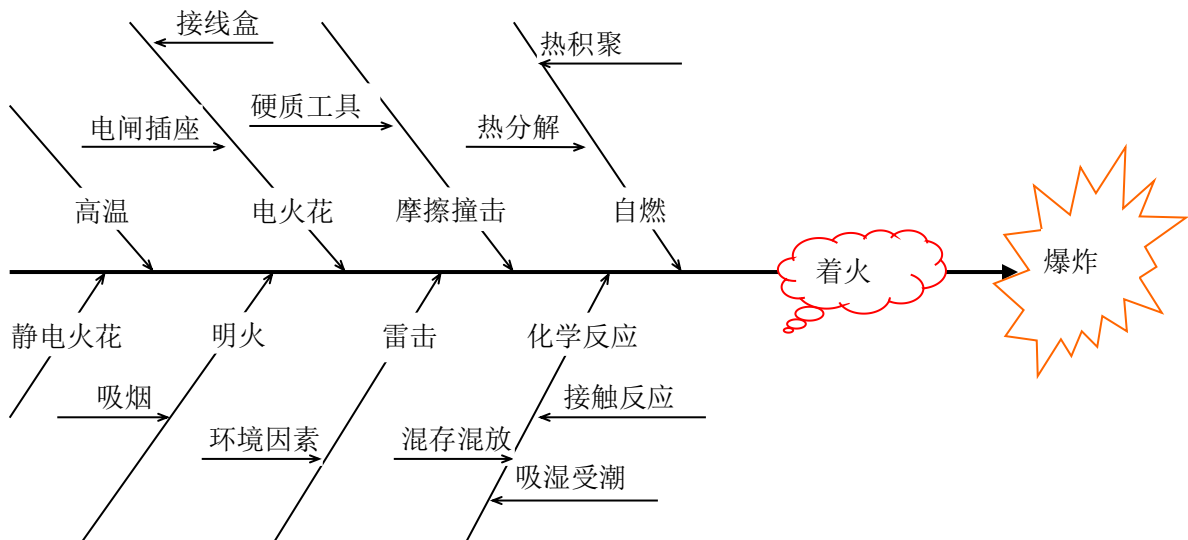 接线盒
热积聚
硬质工具
电闸插座
热分解
高温
电火花
摩擦撞击
自燃
着火
爆炸
静电火花
明火
雷击
化学反应
吸烟
接触反应
环境因素
混存混放
吸湿受潮